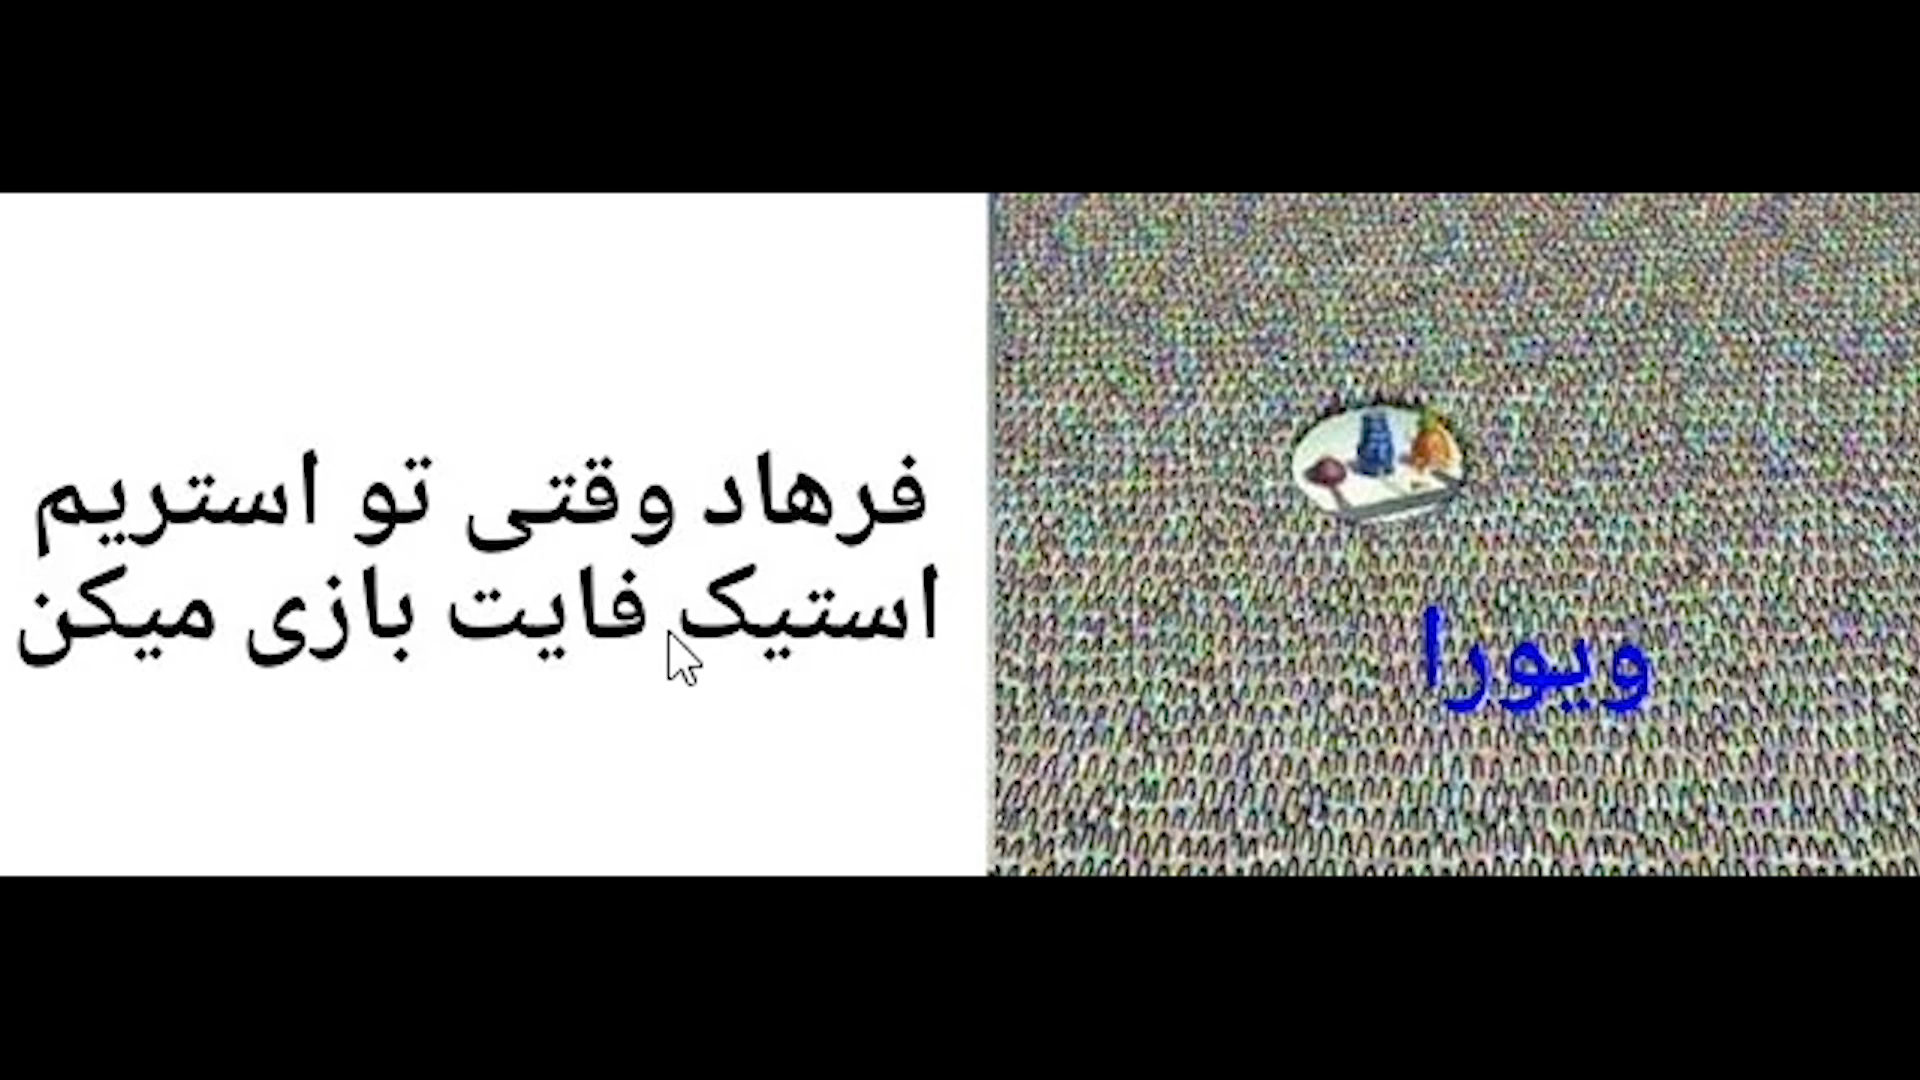 فرهاد وقتی تو استریم
استیک فایت بازی میکن
ویورا